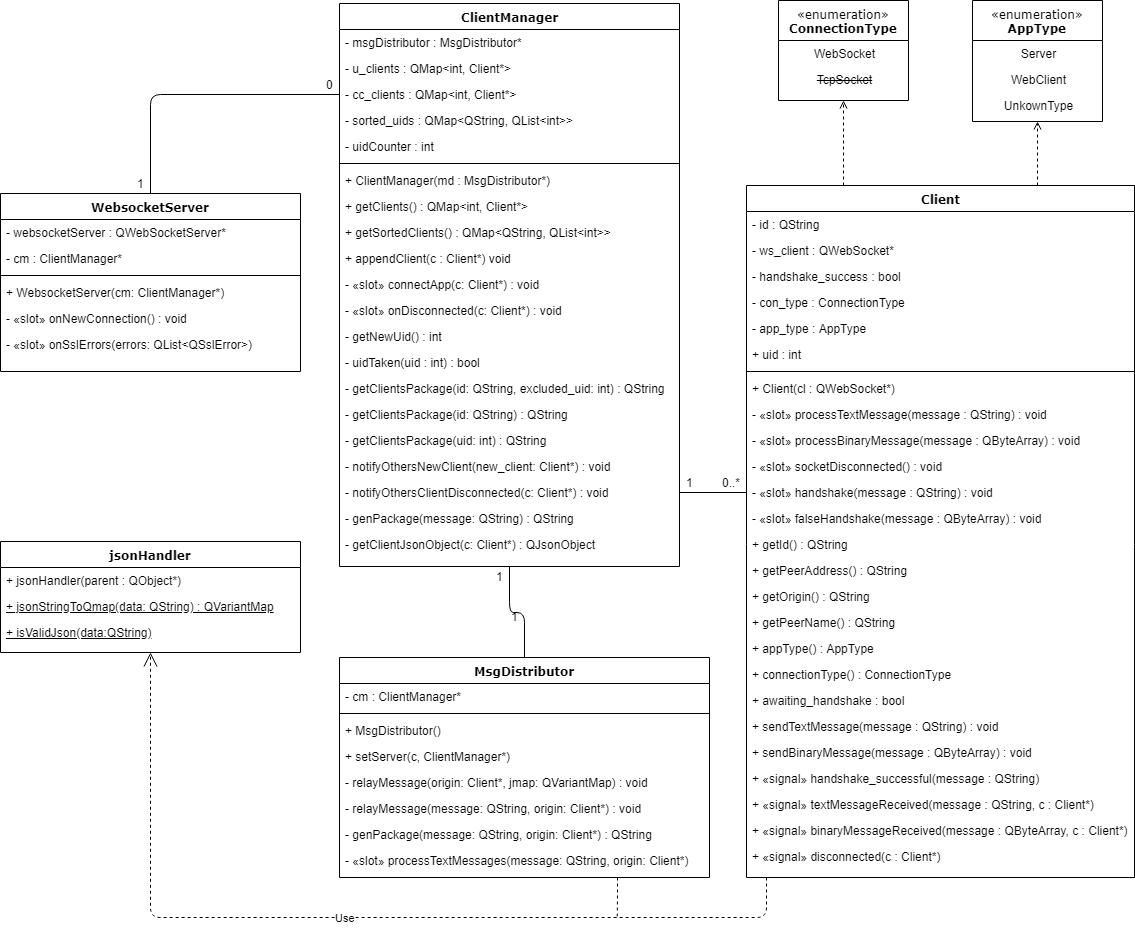 ClientManager
- msgDistributor : MsgDistributor*
- u_clients : QMap<int, Client*>
- cc_clients : QMap<int, Client*>
- sorted_uids : QMap<QString, QList<int>>
- uidCounter : int
+ ClientManager(md : MsgDistributor*)
+ getClients() : QMap<int, Client*>
+ getSortedClients() : QMap<QString, QList<int>>
+ appendClient(c : Client*) void
- «slot» connectApp(c: Client*) : void
- «slot» onDisconnected(c: Client*) : void
- getNewUid() : int
- uidTaken(uid : int) : bool
- getClientsPackage(id: QString, excluded_uid: int) : QString
- getClientsPackage(id: QString) : QString
- getClientsPackage(uid: int) : QString
- notifyOthersNewClient(new_client: Client*) : void
- notifyOthersClientDisconnected(c: Client*) : void
- genPackage(message: QString) : QString
- getClientJsonObject(c: Client*) : QJsonObject
«enumeration»
ConnectionType
WebSocket
TcpSocket
«enumeration»
AppType
Server
WebClient
UnkownType
0
1
WebsocketServer
- websocketServer : QWebSocketServer*
- cm : ClientManager*
+ WebsocketServer(cm: ClientManager*)
- «slot» onNewConnection() : void
- «slot» onSslErrors(errors: QList<QSslError>)
Client
- id : QString
- ws_client : QWebSocket*
- handshake_success : bool
- con_type : ConnectionType
- app_type : AppType
+ uid : int
+ Client(cl : QWebSocket*)
- «slot» processTextMessage(message : QString) : void
- «slot» processBinaryMessage(message : QByteArray) : void
- «slot» socketDisconnected() : void
- «slot» handshake(message : QString) : void
- «slot» falseHandshake(message : QByteArray) : void
+ getId() : QString
+ getPeerAddress() : QString
+ getOrigin() : QString
+ getPeerName() : QString
+ appType() : AppType
+ connectionType() : ConnectionType
+ awaiting_handshake : bool
+ sendTextMessage(message : QString) : void
+ sendBinaryMessage(message : QByteArray) : void
+ «signal» handshake_successful(message : QString)
+ «signal» textMessageReceived(message : QString, c : Client*)
+ «signal» binaryMessageReceived(message : QByteArray, c : Client*)
+ «signal» disconnected(c : Client*)
1 0..*
jsonHandler
+ jsonHandler(parent : QObject*)
+ jsonStringToQmap(data: QString) : QVariantMap
+ isValidJson(data:QString)
1
1
MsgDistributor
- cm : ClientManager*
+ MsgDistributor()
+ setServer(c, ClientManager*)
- relayMessage(origin: Client*, jmap: QVariantMap) : void
- relayMessage(message: QString, origin: Client*) : void
- genPackage(message: QString, origin: Client*) : QString
- «slot» processTextMessages(message: QString, origin: Client*)
Use